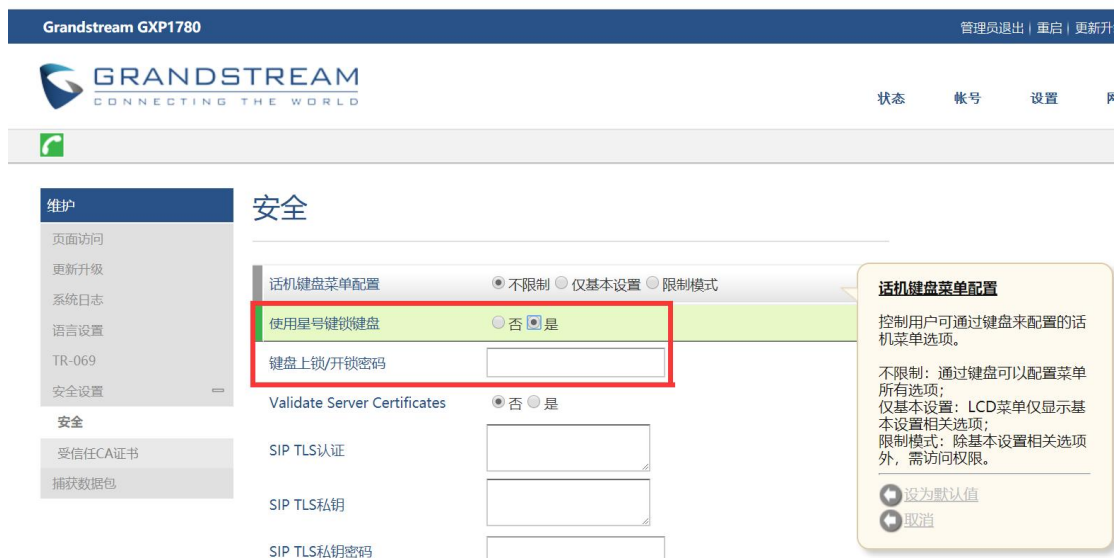 Grandstream GXP1780
管理员退出 | 重启 | 更新升
GRANDSTREAM
CONNECTING THE WORLD
状态 帐号 设置
维护
页面访问
更新升级
系统日志
语言设置
TR-069
安全设置
安全
受信任CA证书
捕获数据包
安全
话机键盘菜单配置 不限制 仅基本设置 限制模式
使用星号键锁键盘 否 是
键盘上锁/开锁密码
Validate Server Certificates 否 是
SIP TLS认证
SIP TLS私钥
SIP TLS私钥密码
话机键盘菜单配置
控制用户可通过键盘来配置的话
机菜单选项。
不限制：通过键盘可以配置菜单
所有选项;
仅基本设置：LCD菜单仅显示基
本设置相关选项;
限制模式：除基本设置相关选项
外，需访问权限。
设为默认值
取消